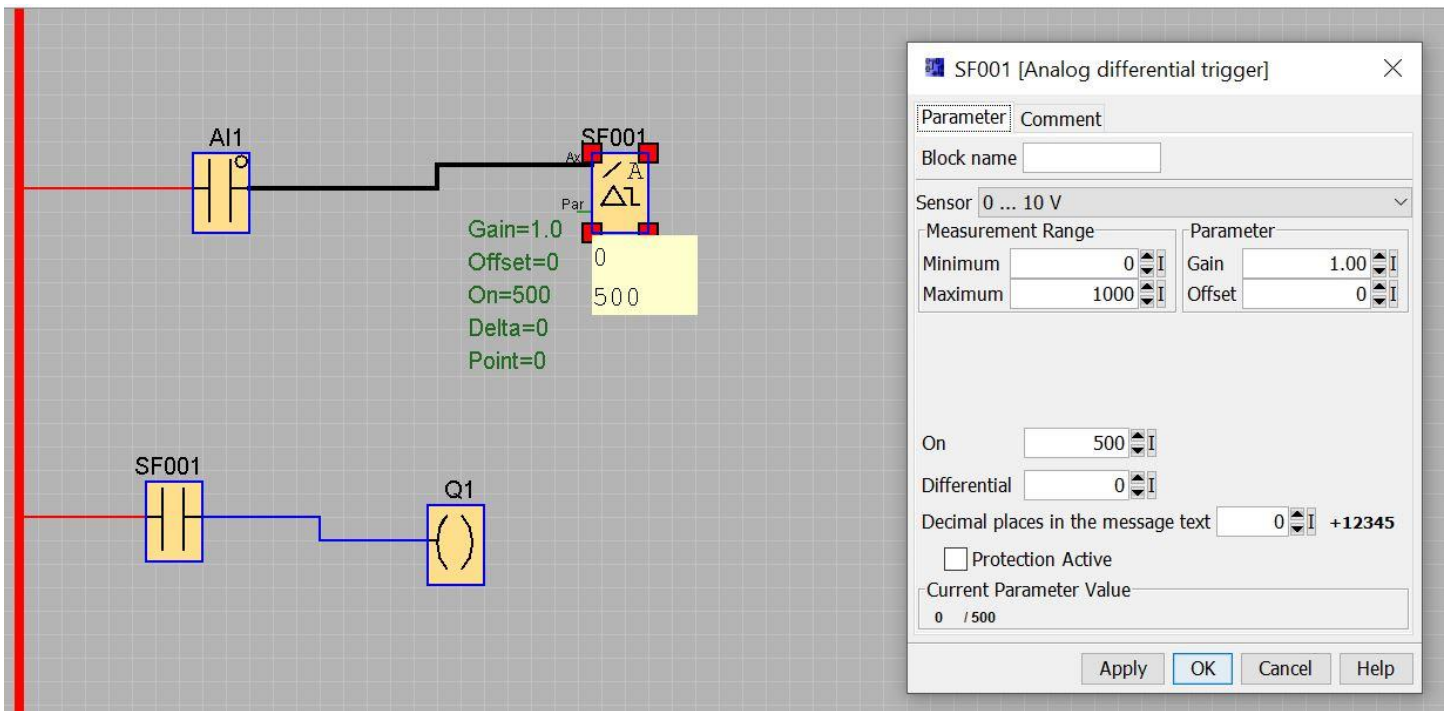 AI1
SF001
Ax
A
Par
Gain=1.0
Offset=0
On=500
Delta=0
Point=0
0
500
SF001
Q1
SF001 [Analog differential trigger]
Parameter Comment
Block name
Sensor 0 ... 10 V
Measurement Range Parameter
Minimum 0 Gain 1.00
Maximum 1000 Offset 0
On 500
Differential 0
Decimal places in the message text 0 +12345
Protection Active
Current Parameter Value
0 / 500
Apply OK Cancel Help